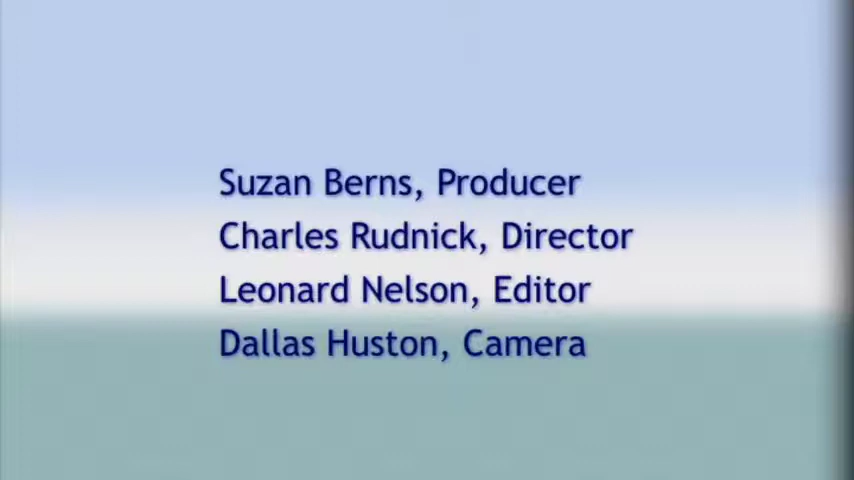 Suzan Berns, Producer
Charles Rudnick, Director
Leonard Nelson, Editor
Dallas Huston, Camera